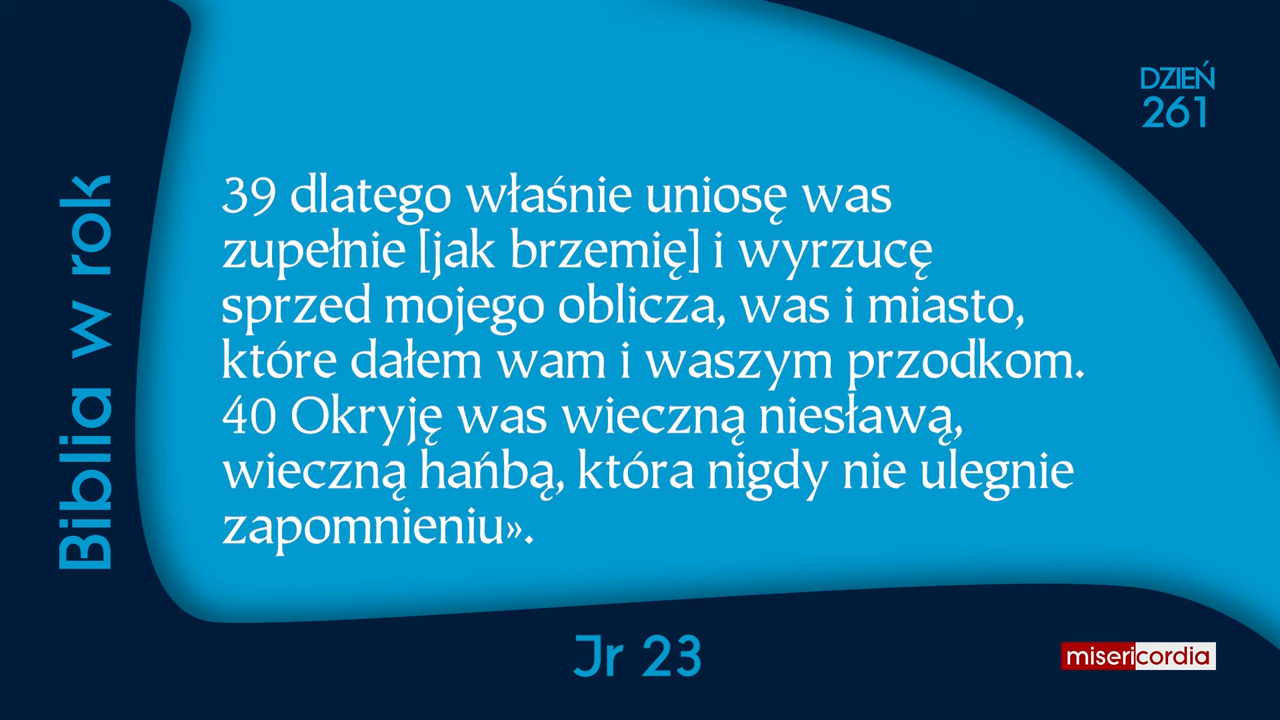 Biblia w rok
DZIEŃ
261
39 dlatego właśnie uniosę was
zupełnie [jak brzemię] i wyrzucę
sprzed mojego oblicza, was i miasto,
które dałem wam i waszym przodkom.
40 Okryję was wieczną niesławą,
wieczną hańbą, która nigdy nie ulegnie
zapomnieniu».
Jr 23
misericordia